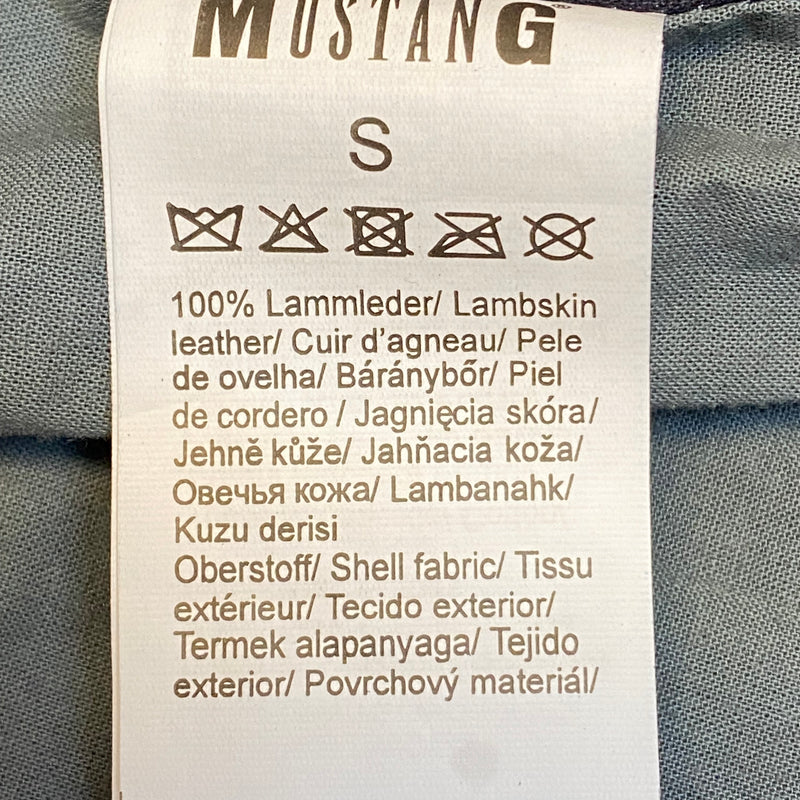 MUSTANG®
S
100% Lammleder/ Lambskin
leather/ Cuir d'agneau/ Pele
de ovelha/ Báránybőr/ Piel
de cordero / Jagnięcia skóra/
Jehně kůže/ Jahňacia koža/
Овечья кожа/ Lambanahk/
Kuzu derisi
Oberstoff/ Shell fabric/ Tissu
extérieur/ Tecido exterior/
Termek alapanyaga/ Tejido
exterior/ Povrchový materiál/